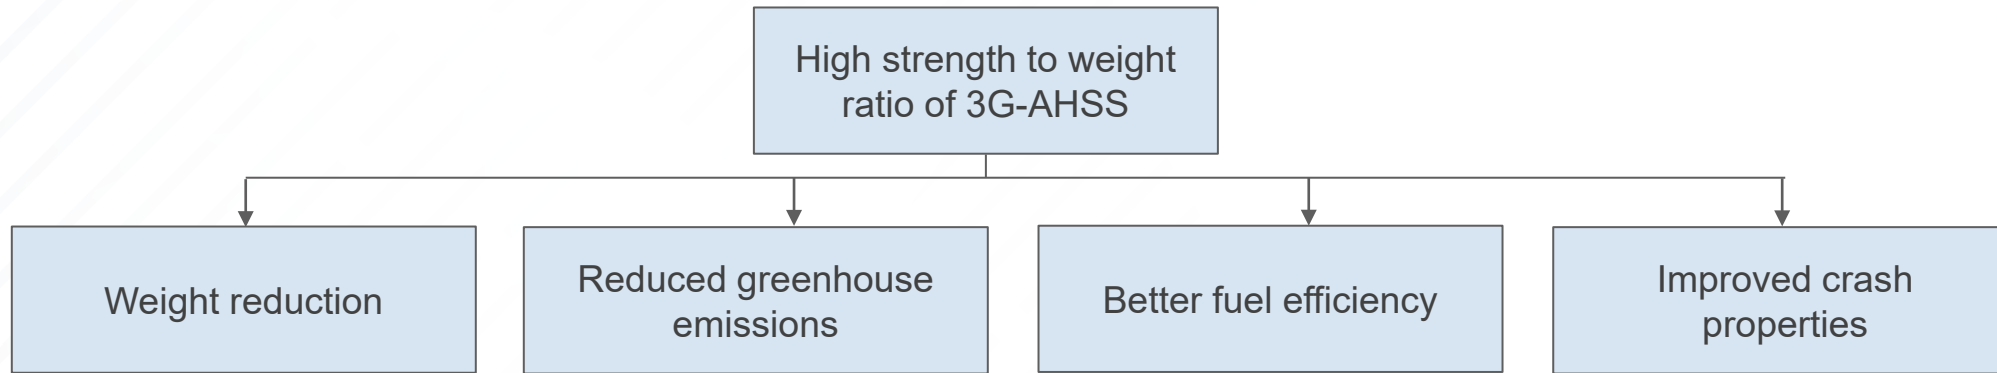 High strength to weight
ratio of 3G-AHSS
Weight reduction
Reduced greenhouse
emissions
Better fuel efficiency
Improved crash
properties